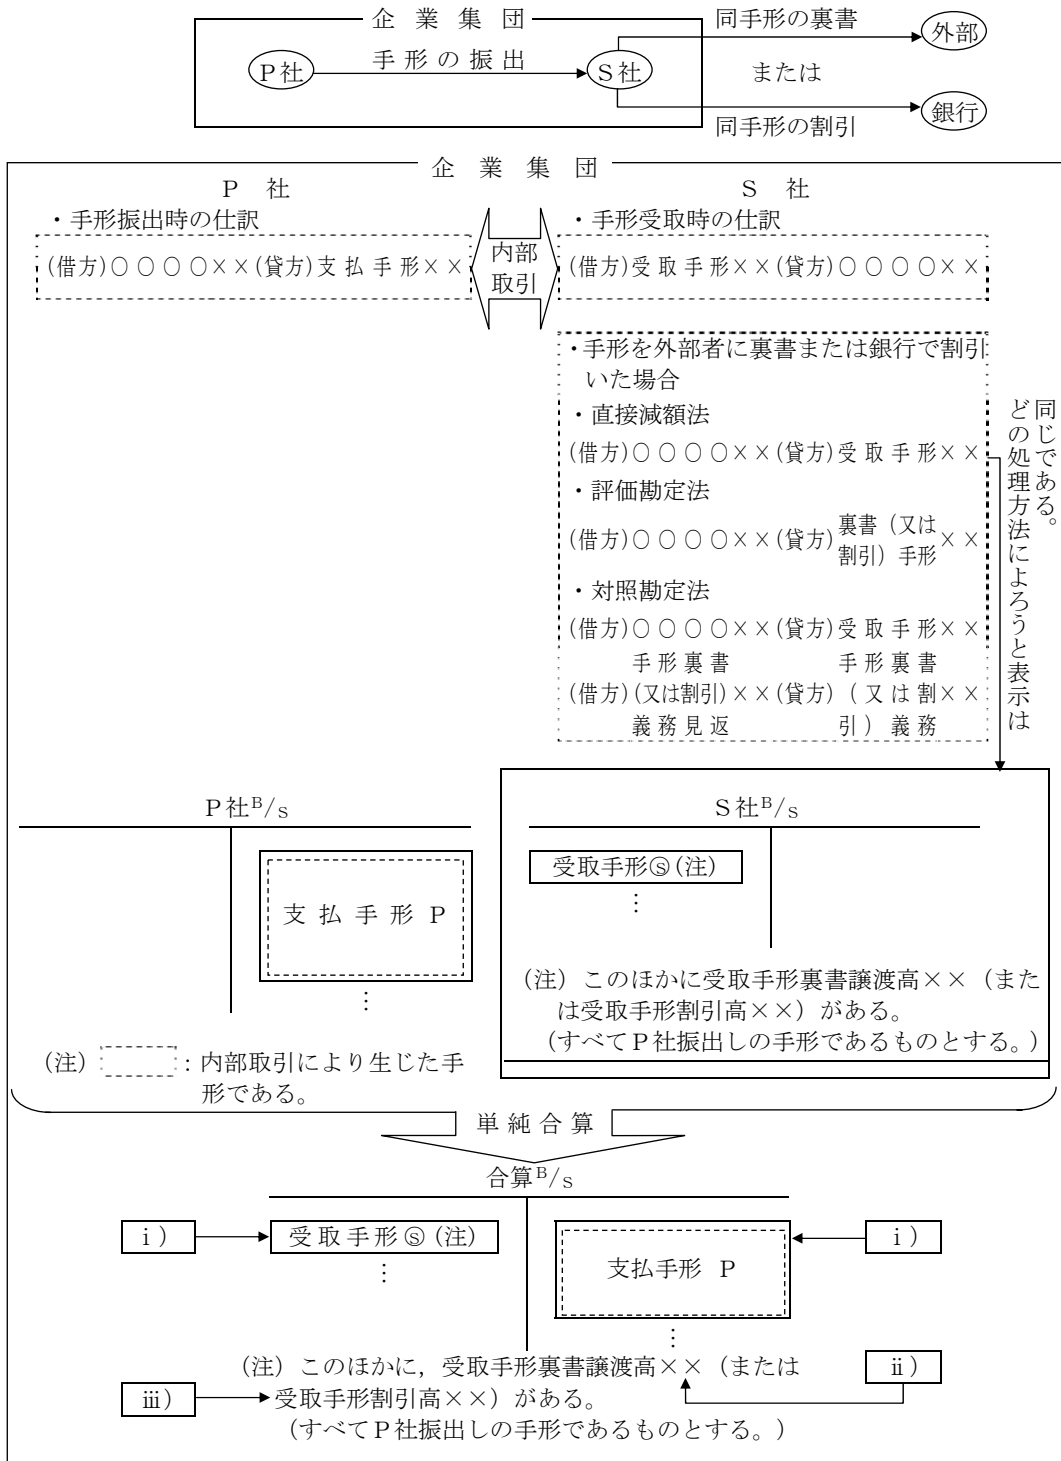 企業集団
P社
手形の振出
S社
同手形の裏書
または
同手形の割引
外部
銀行
企業集団
P社
S社
・手形振出時の仕訳
(借方)○○○○××(貸方)支払手形××
内部
取引
・手形受取時の仕訳
(借方)受取手形××(貸方)○○○○××
・手形を外部者に裏書または銀行で割引
いた場合
・直接減額法
(借方)○○○○××(貸方)受取手形××
・評価勘定法
(借方)○○○○××(貸方)裏書（又は割引）手形××
・対照勘定法
(借方)○○○○××(貸方)受取手形××
手形裏書 手形裏書
(借方)(又は割引)××(貸方)（又は割××
義務見返 引）義務
どの処理方法によろうと表示は
同じである。
P社B/S
支払手形 P
⋮
(注) : 内部取引により生じた手
形である。
S社B/S
受取手形Ⓢ(注)
⋮
(注) このほかに受取手形裏書譲渡高××（また
は受取手形割引高××）がある。
（すべてP社振出しの手形であるものとする。）
単純合算
合算B/S
ⅰ)
受取手形Ⓢ(注)
⋮
支払手形 P
⋮
ⅰ)
(注) このほかに，受取手形裏書譲渡高××（または
ⅱ)
ⅲ)
受取手形割引高××）がある。
（すべてP社振出しの手形であるものとする。）